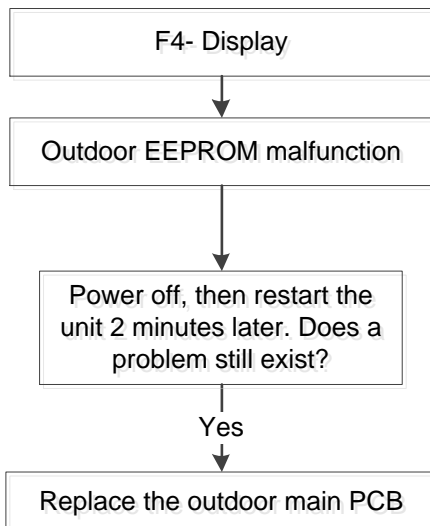 F4- Display
Outdoor EEPROM malfunction
Power off, then restart the
unit 2 minutes later. Does a
problem still exist?
Yes
Replace the outdoor main PCB